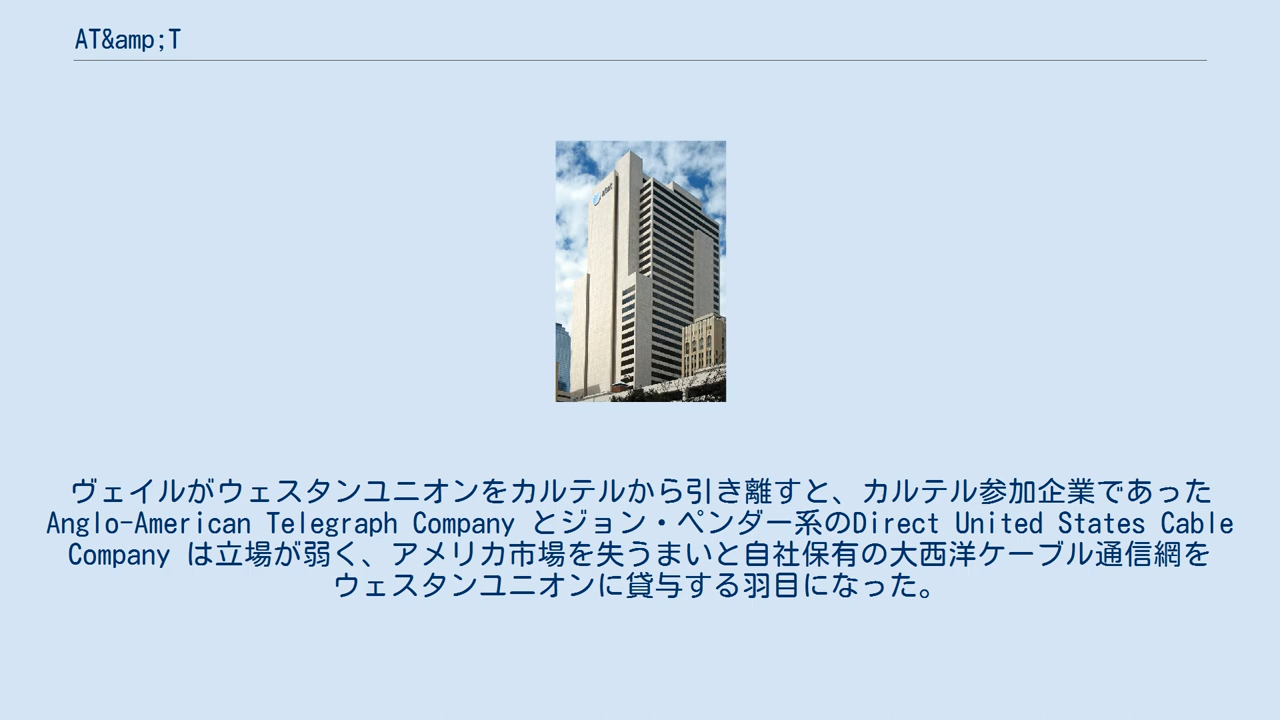 AT&amp;T
at&t
ヴェイルがウェスタンユニオンをカルテルから引き離すと、カルテル参加企業であった
Anglo-American Telegraph Company とジョン・ペンダー系のDirect United States Cable
Company は立場が弱く、アメリカ市場を失うまいと自社保有の大西洋ケーブル通信網を
ウェスタンユニオンに貸与する羽目になった。